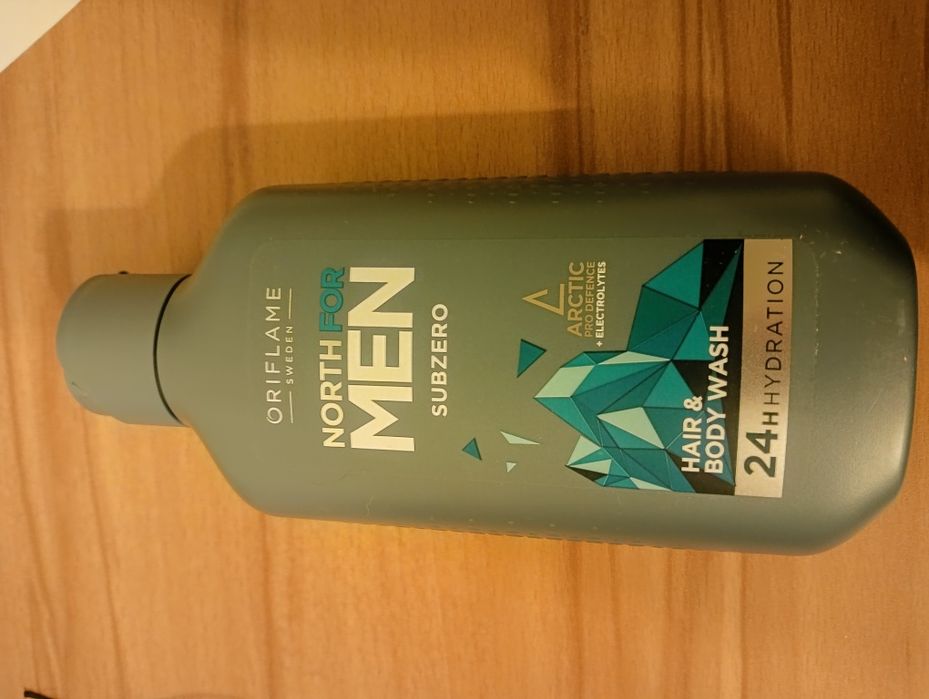 ORIFLAME
SWEDEN
NORTH FOR
MEN
SUBZERO
ARCTIC
PRO DEFENCE
+ ELECTROLYTES
HAIR &
BODY WASH
24H HYDRATION